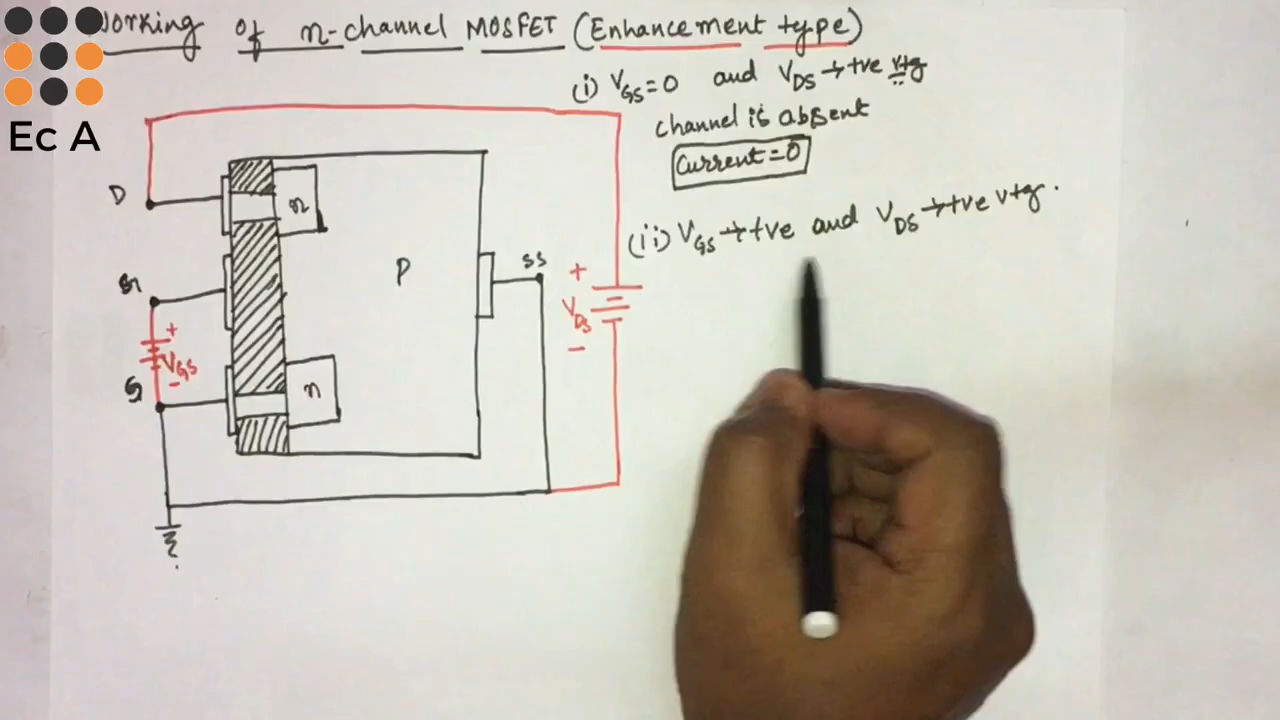 Working of n-channel MOSFET (Enhancement type)
(i) VGS=0 and VDS→+ve vtg
channel is absent
Current=0
(ii) VGS→+ve and VDS→+ve vtg.
Ec A
D
n
P
SS
G
+
VGS
-
n
+
VDS
-